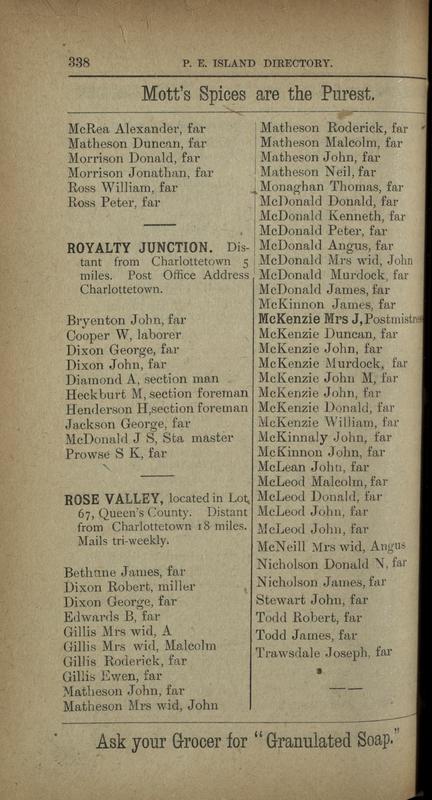 338
P. E. ISLAND DIRECTORY.
Mott's Spices are the Purest.
McRea Alexander, far
Matheson Duncan, far
Morrison Donald, far
Morrison Jonathan, far
Ross William, far
Ross Peter, far
ROYALTY JUNCTION. Dis-
tant from Charlottetown 5
miles. Post Office Address
Charlottetown.
Bryenton John, far
Cooper W, laborer
Dixon George, far
Dixon John, far
Diamond A, section man
Heckburt M, section foreman
Henderson H,section foreman
Jackson George, far
McDonald J S, Sta master
Prowse S K, far
ROSE VALLEY, located in Lot
67, Queen's County. Distant
from Charlottetown 18 miles.
Mails tri-weekly.
Bethune James, far
Dixon Robert, miller
Dixon George, far
Edwards B, far
Gillis Mrs wid, A
Gillis Mrs wid, Malcolm
Gillis Roderick, far
Gillis Ewen, far
Matheson John, far
Matheson Mrs wid, John
Matheson Roderick, far
Matheson Malcolm, far
Matheson John, far
Matheson Neil, far
Monaghan Thomas, far
McDonald Donald, far
McDonald Kenneth, far
McDonald Peter, far
McDonald Angus, far
McDonald Mrs wid, John
McDonald Murdock, far
McDonald James, far
McKinnon James, far
McKenzie Mrs J, Postmistress
McKenzie Duncan, far
McKenzie John, far
McKenzie Murdock, far
McKenzie John M, far
McKenzie John, far
McKenzie Donald, far
McKenzie William, far
McKinnaly John, far
McKinnon John, far
McLean John, far
McLeod Malcolm, far
McLeod Donald, far
McLeod John, far
McLeod John, far
McNeill Mrs wid, Angus
Nicholson Donald N, far
Nicholson James, far
Stewart John, far
Todd Robert, far
Todd James, far
Trawsdale Joseph, far
Ask your Grocer for "Granulated Soap."